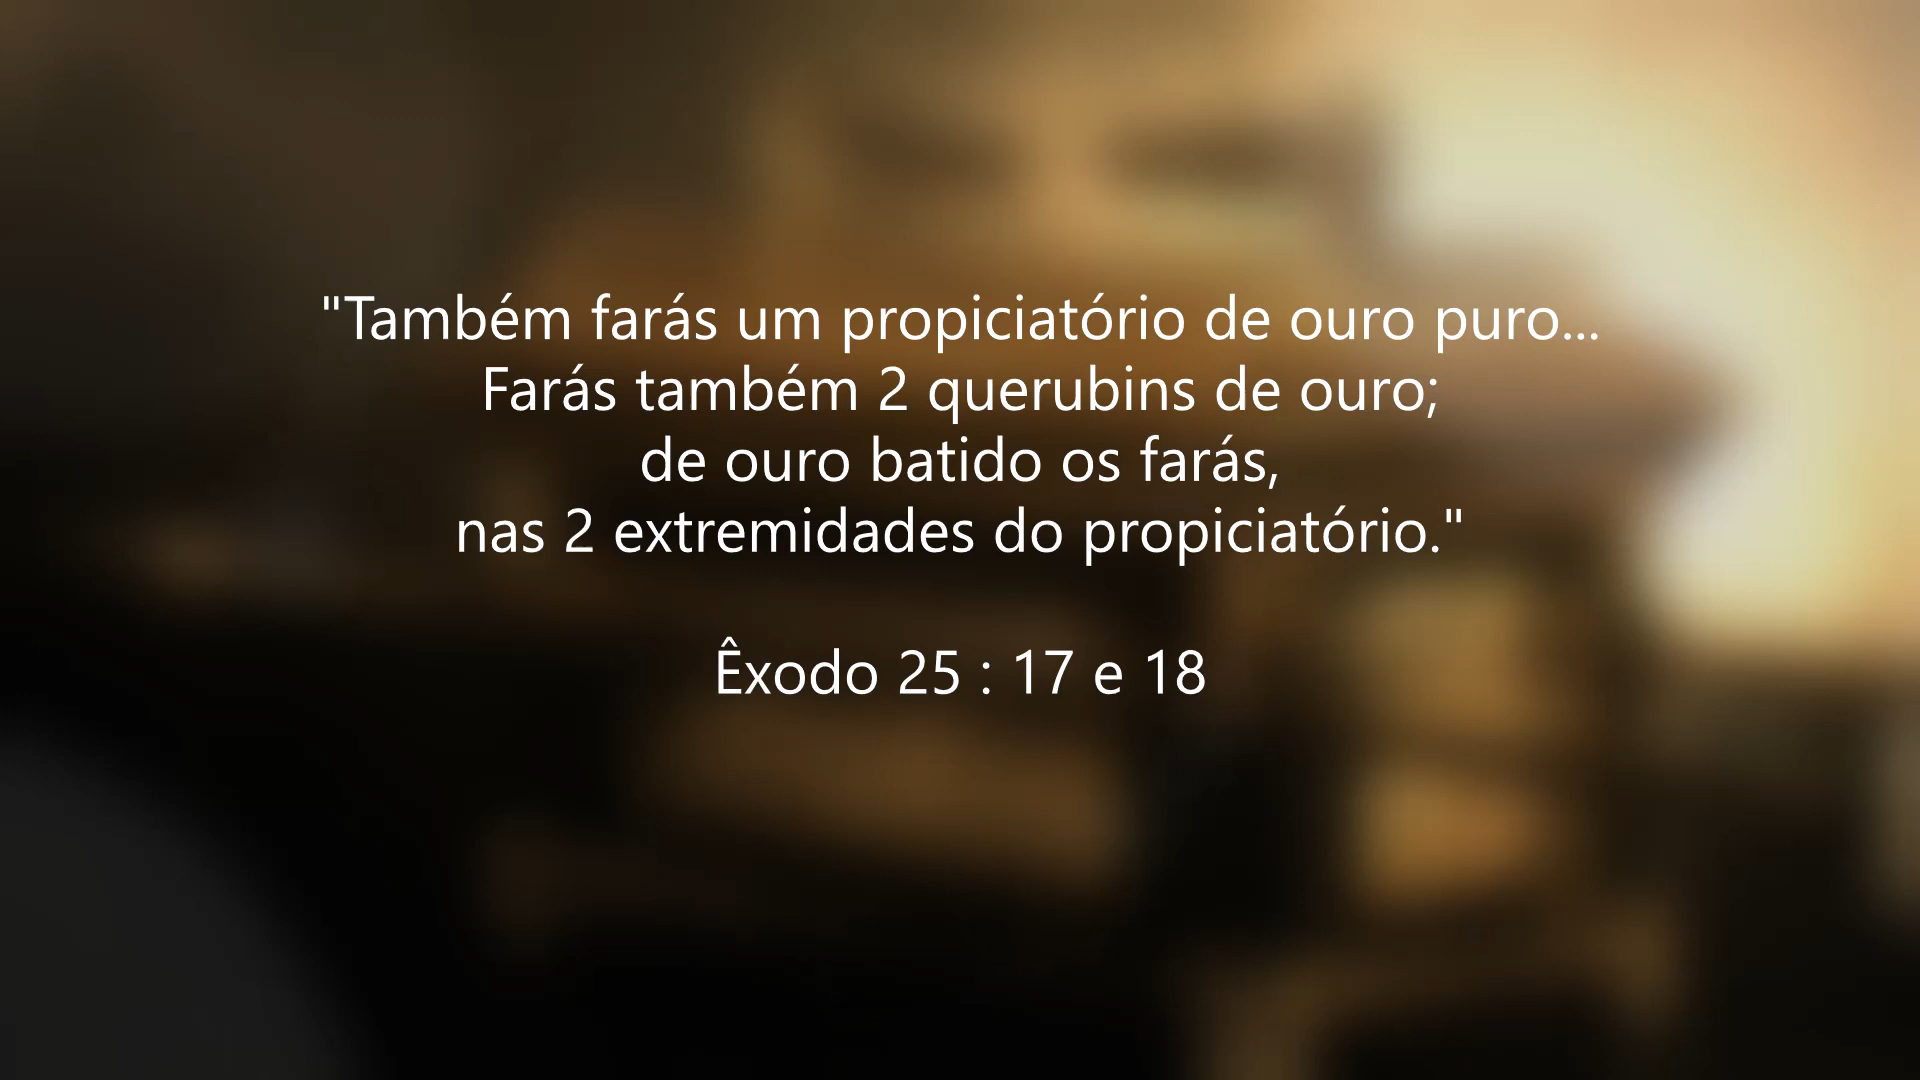 "Também farás um propiciatório de ouro puro...
Farás também 2 querubins de ouro;
de ouro batido os farás,
nas 2 extremidades do propiciatório."
Êxodo 25 : 17 e 18